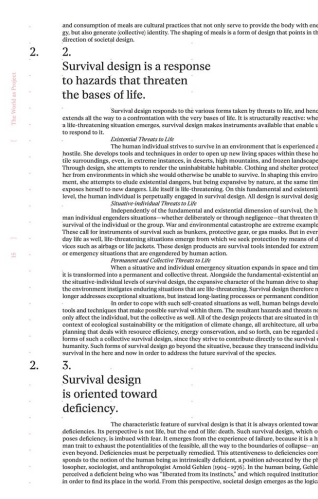 and consumption of meals are cultural practices that not only serve to provide the body with ene
gy, but also generate (collective) identity. The shaping of meals is a form of design that points in th
direction of societal design.
2. 2.
Survival design is a response
to hazards that threaten
the bases of life.
The World as Project
Survival design responds to the various forms taken by threats to life, and henc
extends all the way to a confrontation with the very bases of life. It is structurally reactive: whe
a life-threatening situation emerges, survival design makes instruments available that enable u
to respond to it.
Existential Threats to Life
The human arrival strives to survive in an environment that is experienced a
hostile. She develops tools and techniques in order to open up new living spaces within these ho
tile surroundings, even, in extreme instances, in deserts, high mountains, and frozen landscape
Through design, she attempts to render the uninhabitable habitable. Clothing and shelter protect
her from environments in which she would otherwise be unable to survive. In shaping this enviro
ment, she attempts to elude existential dangers, but being expansive by nature, at the same tim
exposes herself to new dangers. Life itself is life-threatening. On this fundamental and existenti
level, the human individual is perpetually engaged in survival design. All design is survival desig
Situative-Individual Threats to Life
Independently of the fundamental and existential dimension of survival, the h
man individual engenders situations—whether deliberately or through negligence—that threaten th
survival of the individual or the group. War and environmental catastrophe are extreme example
These call for instruments of survival such as bunkers, protective gear, or gas masks. But in ever
day life as well, life-threatening situations emerge from which we seek protection by means of d
vices such as airbags or life jackets. These design products are survival tools intended for extrem
or emergency situations that are engendered by human action.
Permanent and Collective Threats to Life
When a situative and individual emergency situation expands in space and tim
it is transformed into a permanent and collective threat. Alongside the fundamental-existential an
the situative-individual levels of survival design, the expansive character of the human drive to shap
the environment instigates enduring situations that are life-threatening. Survival design therefore n
longer addresses exceptional situations, but instead long-lasting processes or permanent condition
In order to cope with such self-created situations as well, human beings develo
tools and techniques that make possible survival within them. The resultant hazards and threats no
only affect the individual, but the collective as well. All of the design projects that are situated in th
context of ecological sustainability or the mitigation of climate change, all architecture, all urba
planning that deals with resource efficiency, energy conservation, and so forth, can be regarded a
forms of such a collective survival design, since they strive to contribute directly to the survival o
humanity. Such forms of survival design go beyond the situative, because they transcend individu
survival in the here and now in order to address the future survival of the species.
2. 3.
Survival design
is oriented toward
deficiency.
The characteristic feature of survival design is that it is always oriented towar
deficiencies. Its perspective is not life, but the end of life: death. Such survival design, which o
poses deficiency, is imbued with fear. It emerges from the experience of failure, because it is a h
man trait to exhaust the potentialities of the feasible, all the way to the boundaries of collapse—an
even beyond. Deficiencies must be perpetually remedied. This attentiveness to deficiencies corr
sponds to the notion of the human being as intrinsically deficient, a position advocated by the ph
losopher, sociologist, and anthropologist Arnold Gehlen (1904–1976). In the human being, Gehle
perceived a deficient being who was "liberated from its instincts," and which required institution
in order to find its place in the world. From this perspective, societal design emerges as the logica